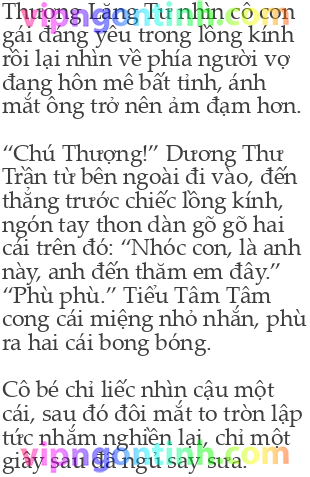 Thượng Lăng Tư nhìn cô con
gái đáng yêu trong lồng kính
rồi lại nhìn về phía người vợ
đang hôn mê bất tỉnh, ánh
mắt ông trở nên ảm đạm hơn.
“Chú Thượng!” Dương Thư
Trần từ bên ngoài đi vào, đến
thẳng trước chiếc lồng kính,
ngón tay thon dàn gõ gõ hai
cái trên đó: “Nhóc con, là anh
này, anh đến thăm em đây.”
“Phù phù.” Tiểu Tâm Tâm
cong cái miệng nhỏ nhắn, phù
ra hai cái bong bóng.
Cô bé chỉ liếc nhìn cậu một
cái, sau đó đôi mắt to tròn lập
tức nhắm nghiền lại, chỉ một
giây sau đã ngủ say sưa.
vipngontinh.com
vipngontinh.com